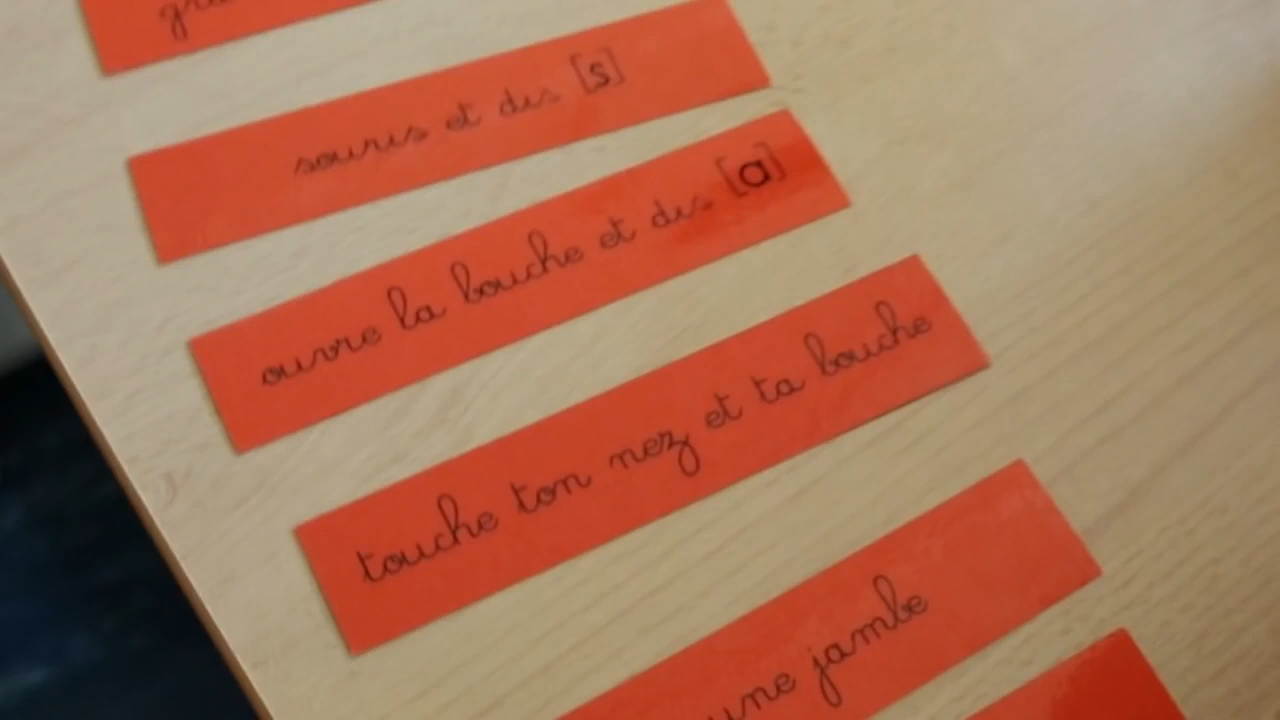 souris et dis [s]
ouvre la bouche et dis [a]
touche ton nez et ta bouche
une jambe